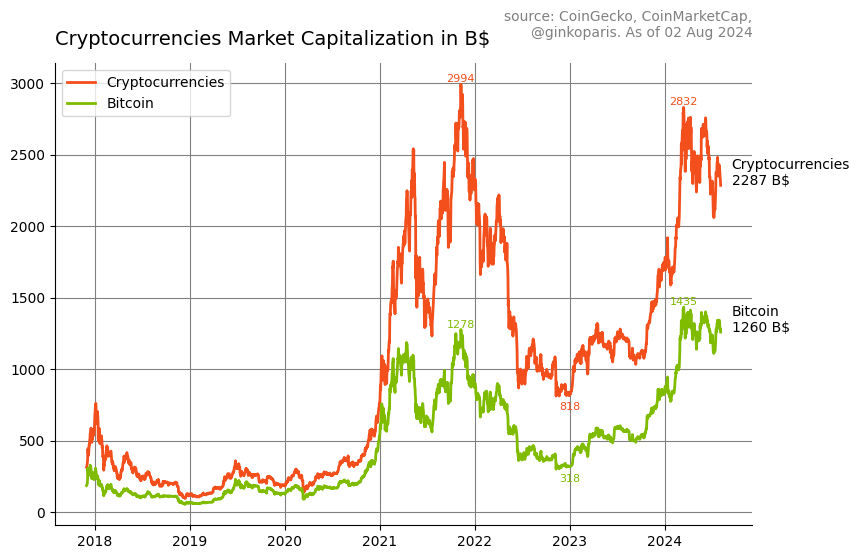 source: CoinGecko, CoinMarketCap,
@ginkoparis. As of 02 Aug 2024
Cryptocurrencies Market Capitalization in B$
Cryptocurrencies
Bitcoin
3000
2500
2000
1500
1000
500
0
2994
2832
1278
1435
818
318
Cryptocurrencies
2287 B$
Bitcoin
1260 B$
2018 2019 2020 2021 2022 2023 2024